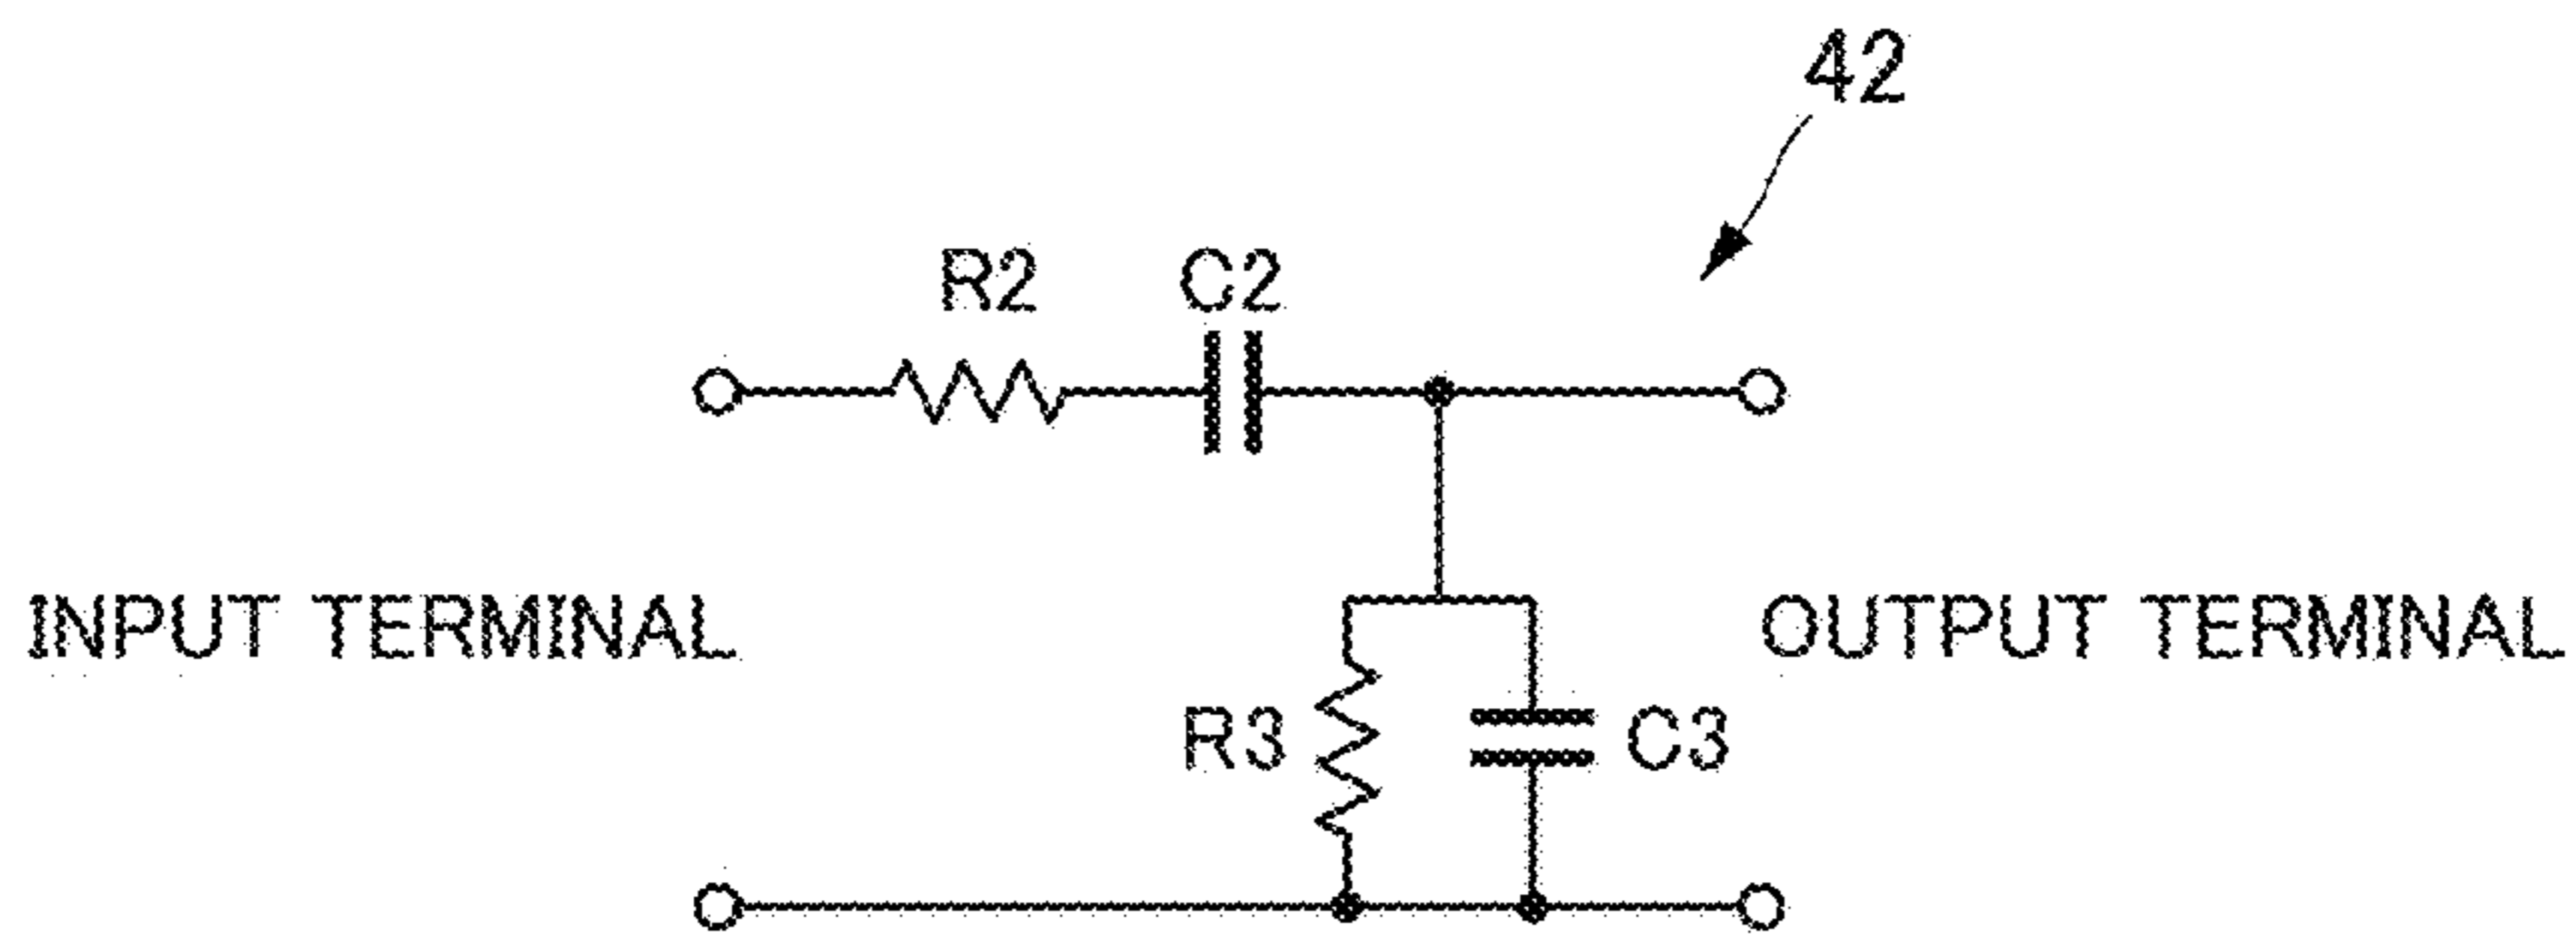 42
R2 C2
INPUT TERMINAL
OUTPUT TERMINAL
R3 C3